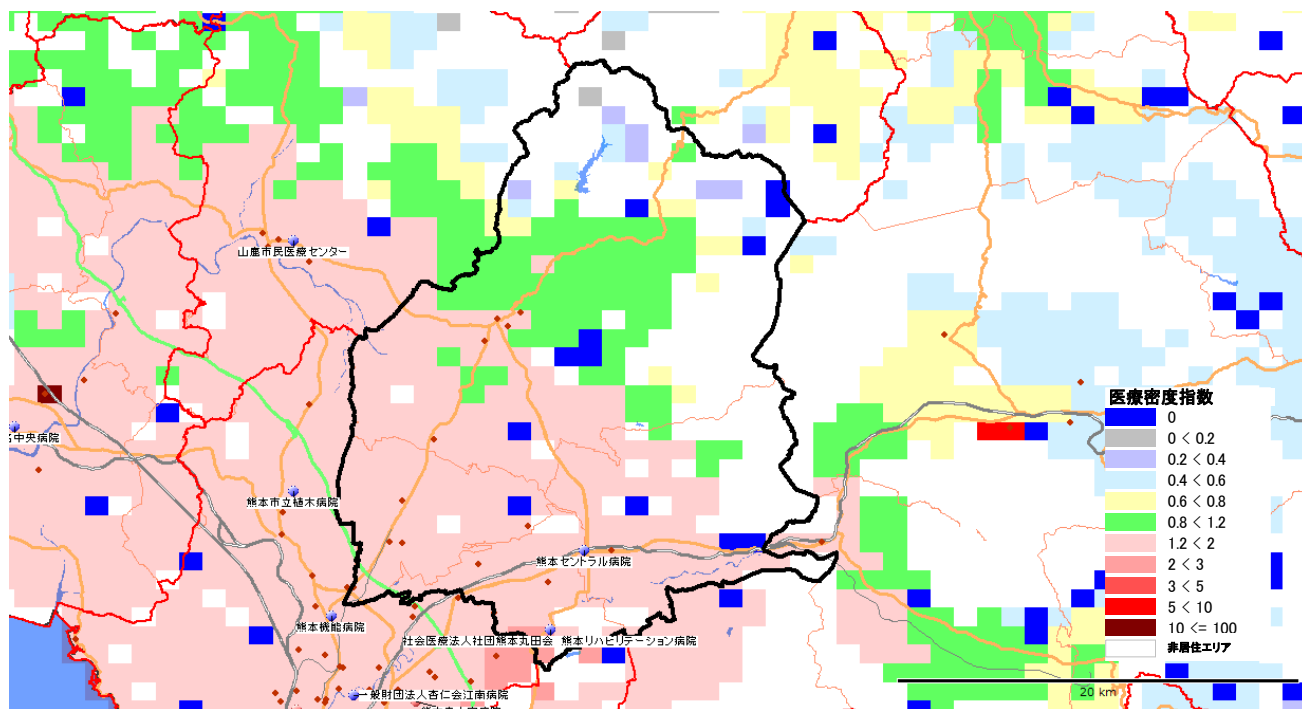 山鹿市民医療センター
医療密度指数
0
0 < 0.2
0.2 < 0.4
0.4 < 0.6
0.6 < 0.8
0.8 < 1.2
1.2 < 2
2 < 3
3 < 5
5 < 10
10 <= 100
非居住エリア
名中央病院
熊本市立植木病院
熊本セントラル病院
熊本機能病院
社会医療法人社団熊本丸田会 熊本リハビリテーション病院
一般財団法人杏仁会江南病院
20 km